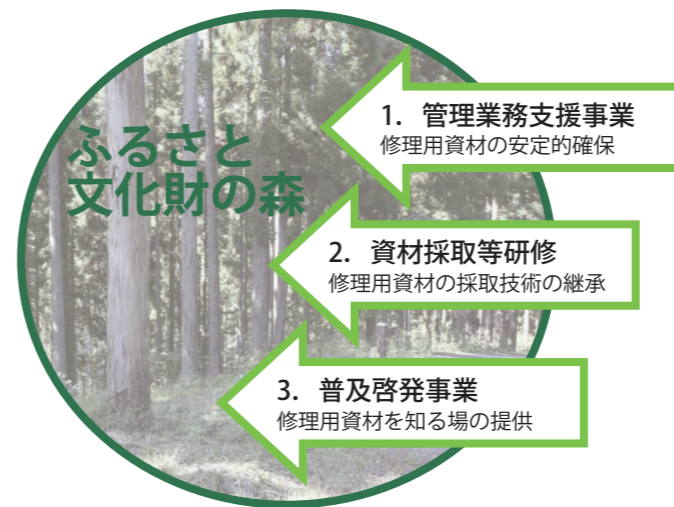 ふるさと
文化財の森
1. 管理業務支援事業
修理用資材の安定的確保
2. 資材採取等研修
修理用資材の採取技術の継承
3. 普及啓発事業
修理用資材を知る場の提供